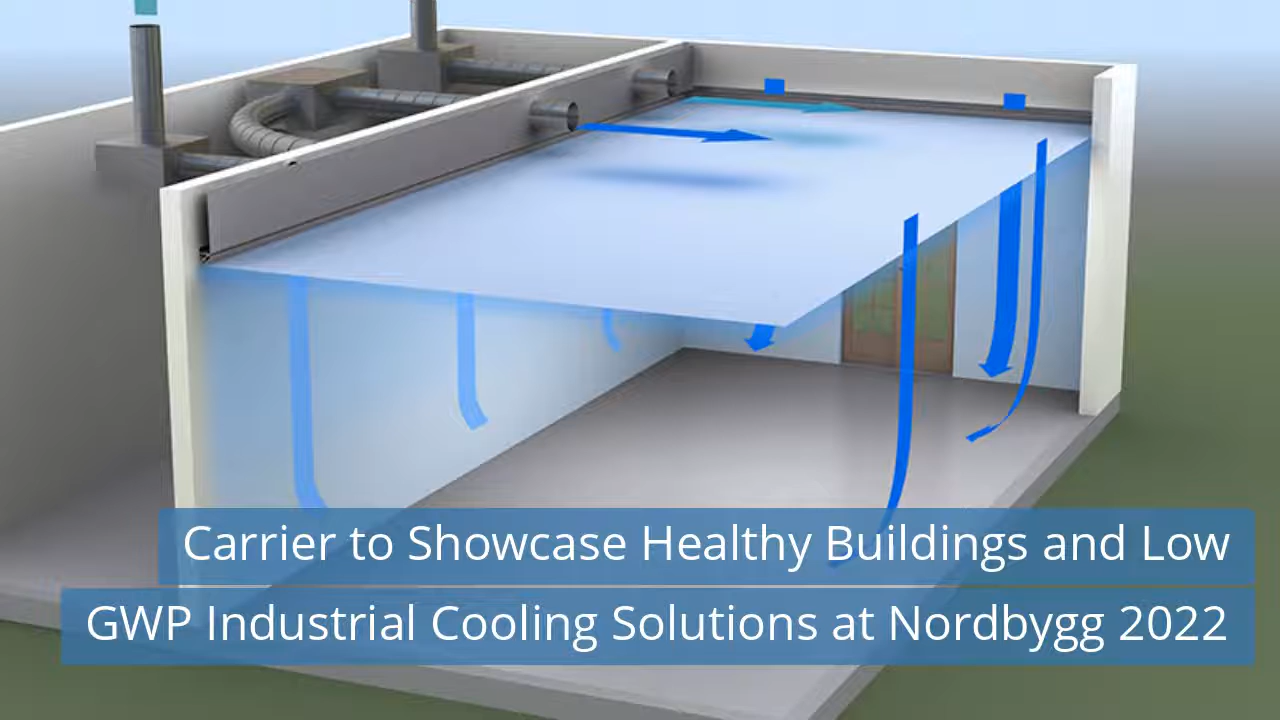 Carrier to Showcase Healthy Buildings and Low
GWP Industrial Cooling Solutions at Nordbygg 2022